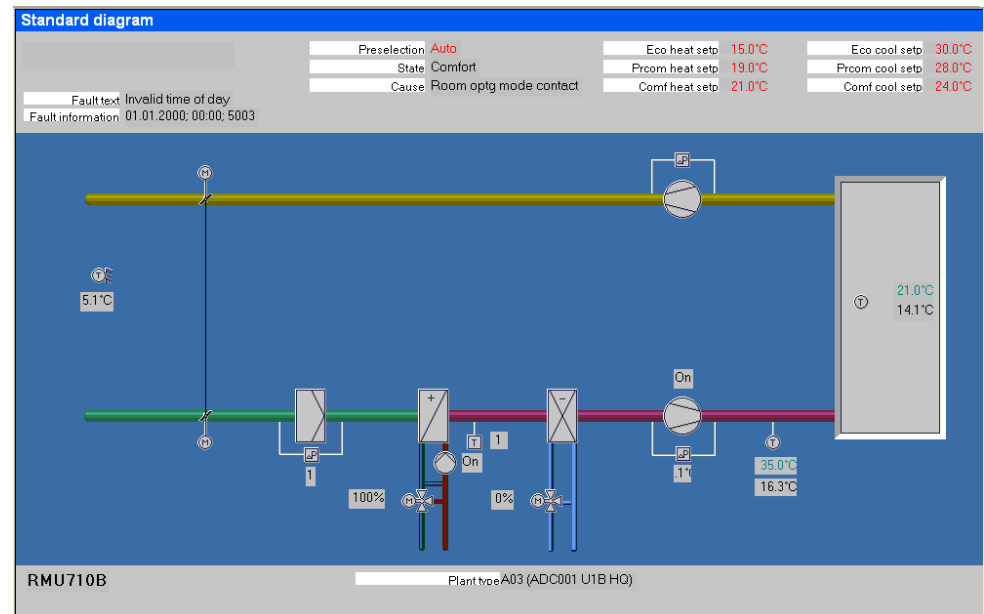 Standard diagram
Preselection Auto Eco heat setp 15.0°C Eco cool setp 30.0°C
State Comfort Prcom heat setp 19.0°C Prcom cool setp 28.0°C
Cause Room optg mode contact Comf heat setp 21.0°C Comf cool setp 24.0°C
Fault text Invalid time of day
Fault information 01.01.2000; 00:00; 5003
P
M
T
5.1°C
21.0°C
T
14.1°C
On
+
-
M
P
T 1
P
T
1
On
.1°(
35.0°C
16.3°C
100%
M
0%
M
RMU710B
Plant type A03 (ADC001 U1B HQ)